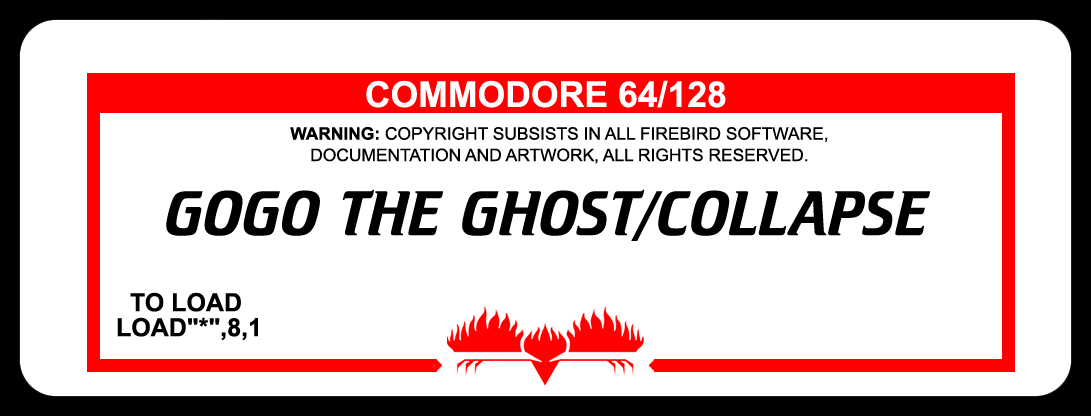 COMMODORE 64/128
WARNING: COPYRIGHT SUBSISTS IN ALL FIREBIRD SOFTWARE,
DOCUMENTATION AND ARTWORK, ALL RIGHTS RESERVED.
GOGO THE GHOST/COLLAPSE
TO LOAD
LOAD"*",8,1